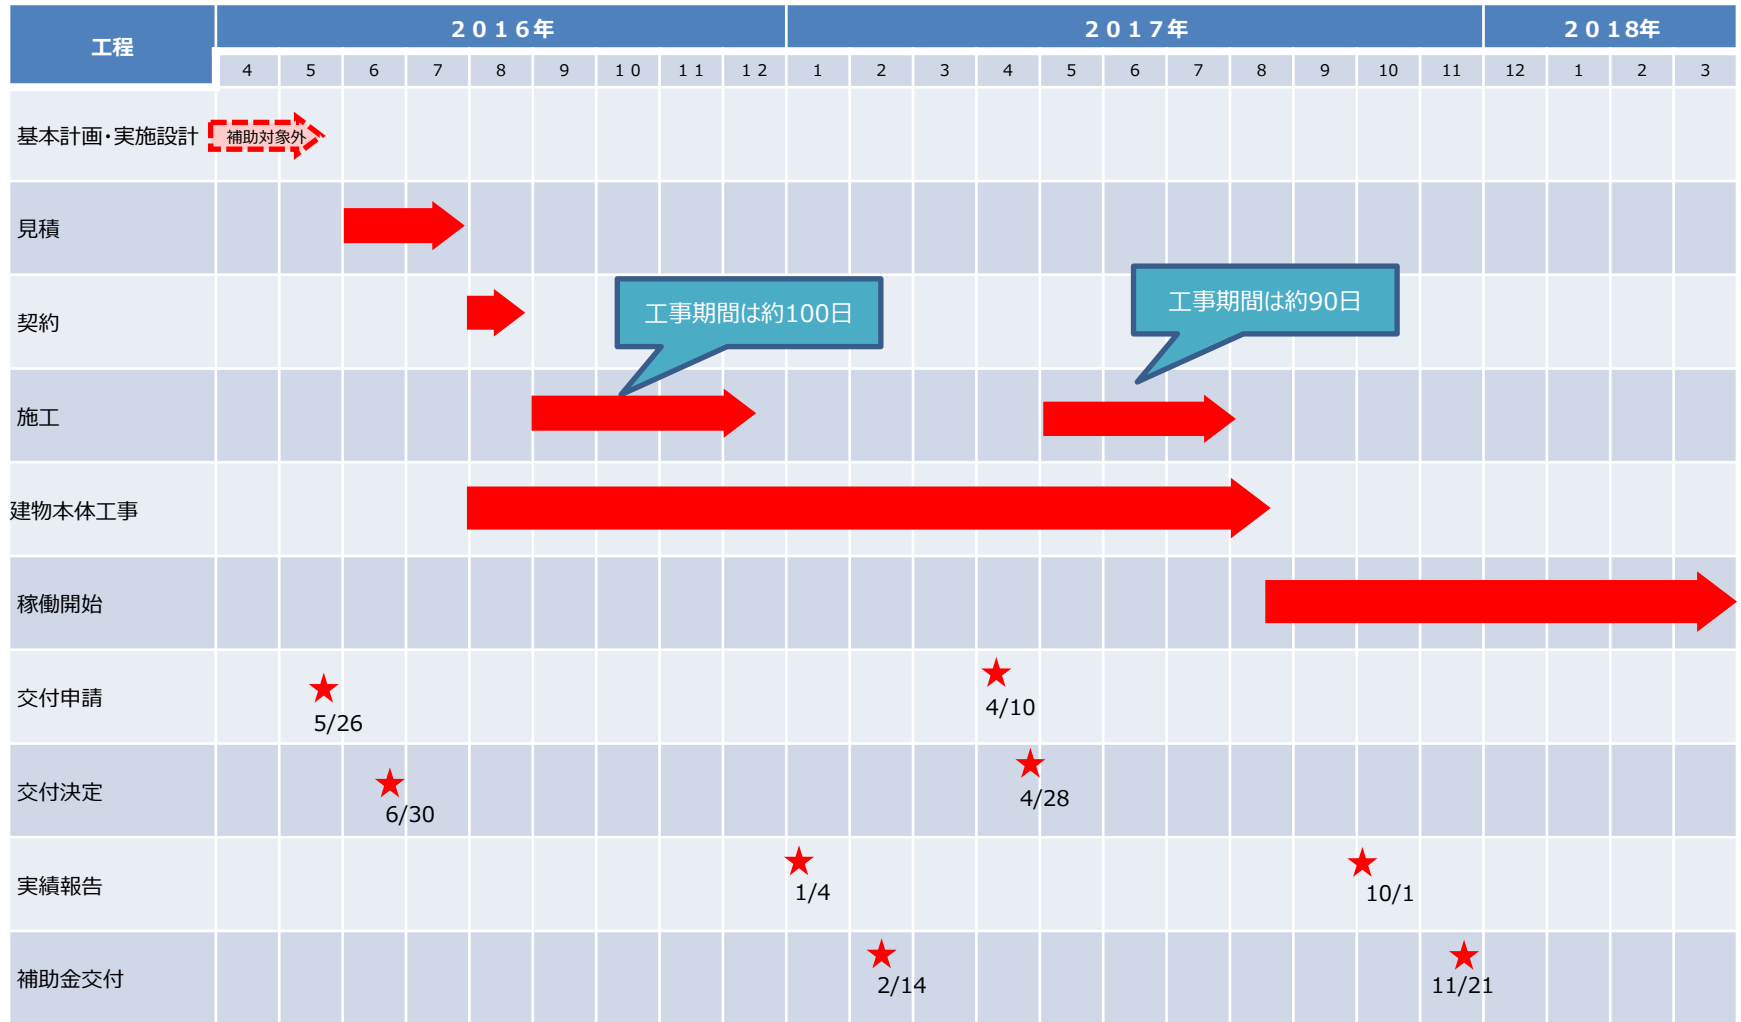 工程
２０１６年
２０１７年
２０１８年
4 5 6 7 8 9 １０ １１ １２ 1 2 3 4 5 6 7 8 9 10 11 12 1 2 3
基本計画・実施設計
補助対象外
見積
契約
工事期間は約100日
工事期間は約90日
施工
建物本体工事
稼働開始
交付申請
5/26
4/10
交付決定
6/30
4/28
実績報告
1/4
10/1
補助金交付
2/14
11/21